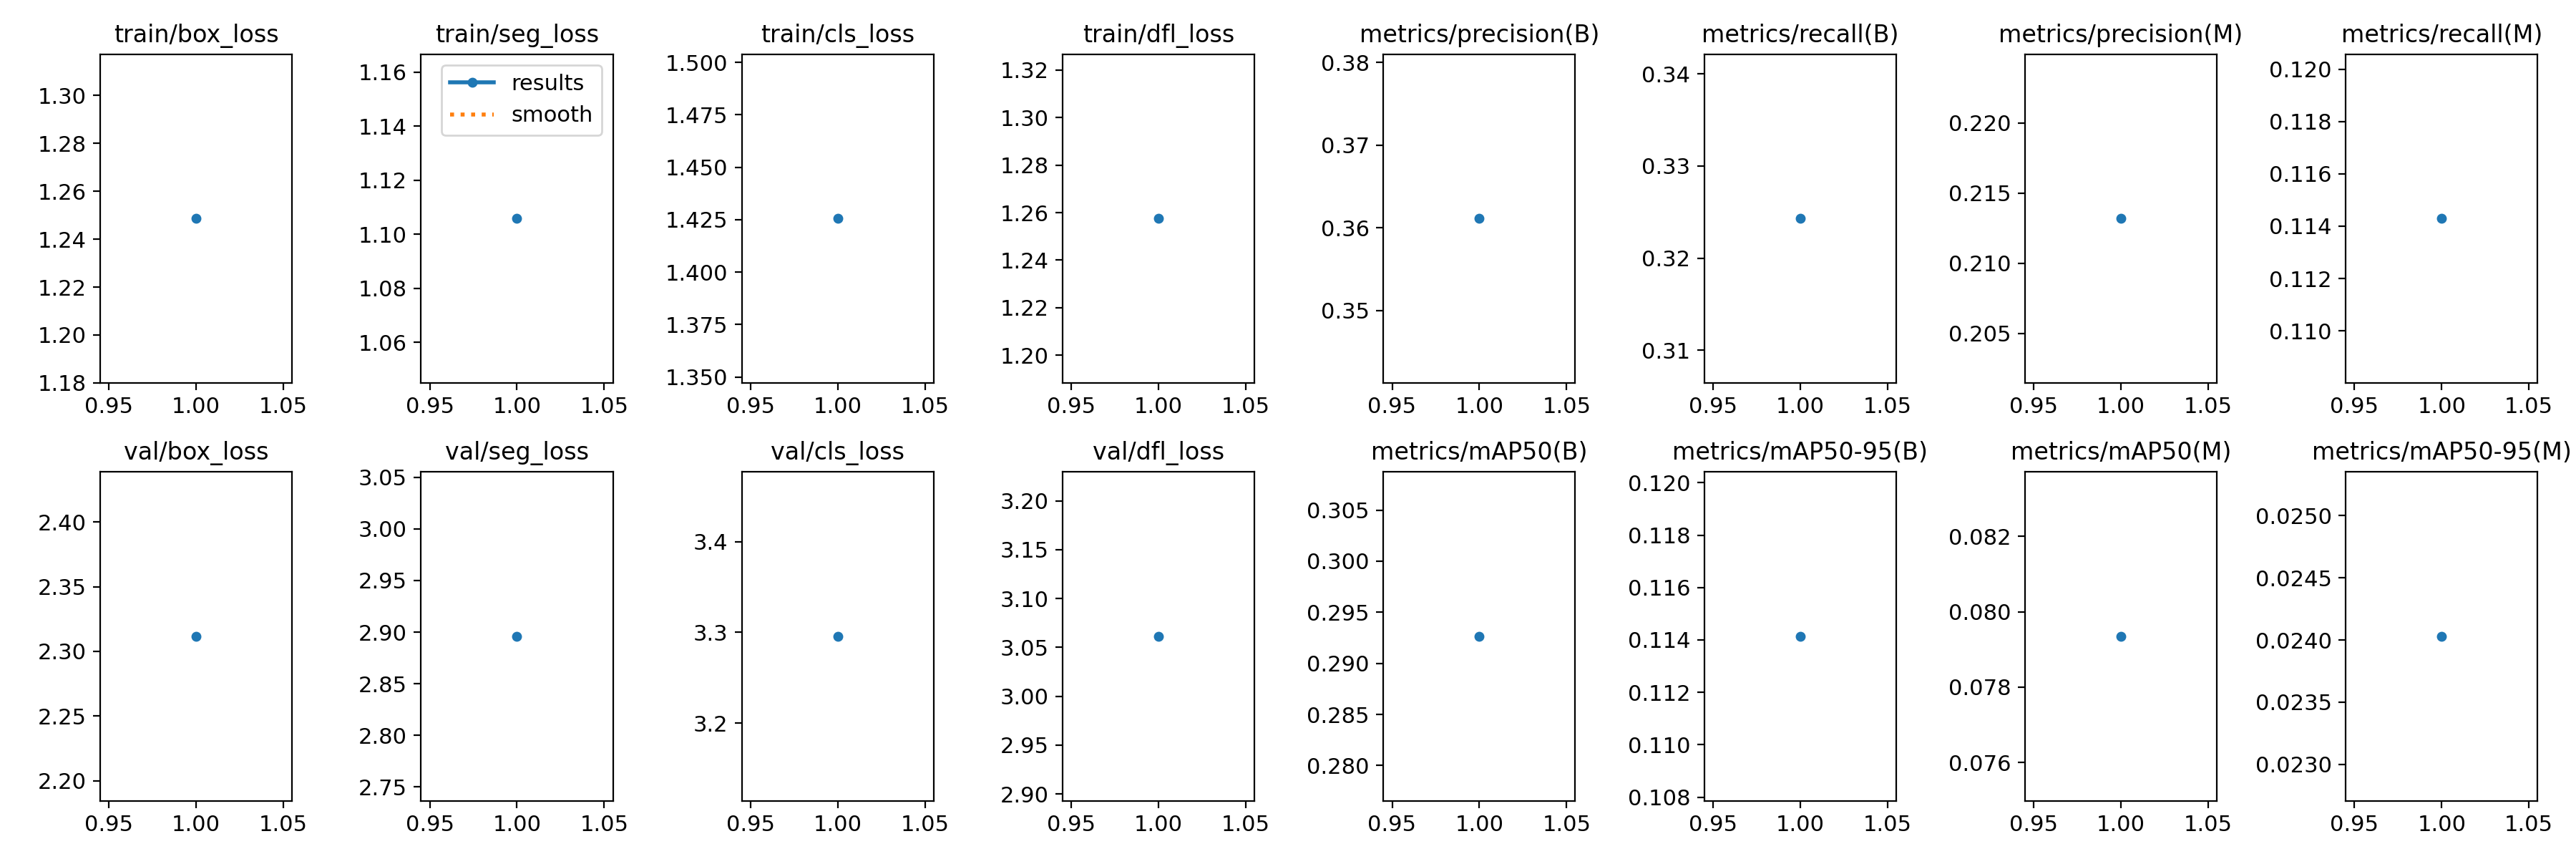 train/box_loss
1.30
1.28
1.26
1.24
1.22
1.20
1.18
0.95 1.00 1.05
train/seg_loss
results
smooth
1.16
1.14
1.12
1.10
1.08
1.06
0.95 1.00 1.05
train/cls_loss
1.500
1.475
1.450
1.425
1.400
1.375
1.350
0.95 1.00 1.05
train/dfl_loss
1.32
1.30
1.28
1.26
1.24
1.22
1.20
0.95 1.00 1.05
metrics/precision(B)
0.38
0.37
0.36
0.35
0.95 1.00 1.05
metrics/recall(B)
0.34
0.33
0.32
0.31
0.95 1.00 1.05
metrics/precision(M)
0.220
0.215
0.210
0.205
0.95 1.00 1.05
metrics/recall(M)
0.120
0.118
0.116
0.114
0.112
0.110
0.95 1.00 1.05
val/box_loss
2.40
2.35
2.30
2.25
2.20
0.95 1.00 1.05
val/seg_loss
3.05
3.00
2.95
2.90
2.85
2.80
2.75
0.95 1.00 1.05
val/cls_loss
3.4
3.3
3.2
0.95 1.00 1.05
val/dfl_loss
3.20
3.15
3.10
3.05
3.00
2.95
2.90
0.95 1.00 1.05
metrics/mAP50(B)
0.305
0.300
0.295
0.290
0.285
0.280
0.95 1.00 1.05
metrics/mAP50-95(B)
0.120
0.118
0.116
0.114
0.112
0.110
0.108
0.95 1.00 1.05
metrics/mAP50(M)
0.082
0.080
0.078
0.076
0.95 1.00 1.05
metrics/mAP50-95(M)
0.0250
0.0245
0.0240
0.0235
0.0230
0.95 1.00 1.05